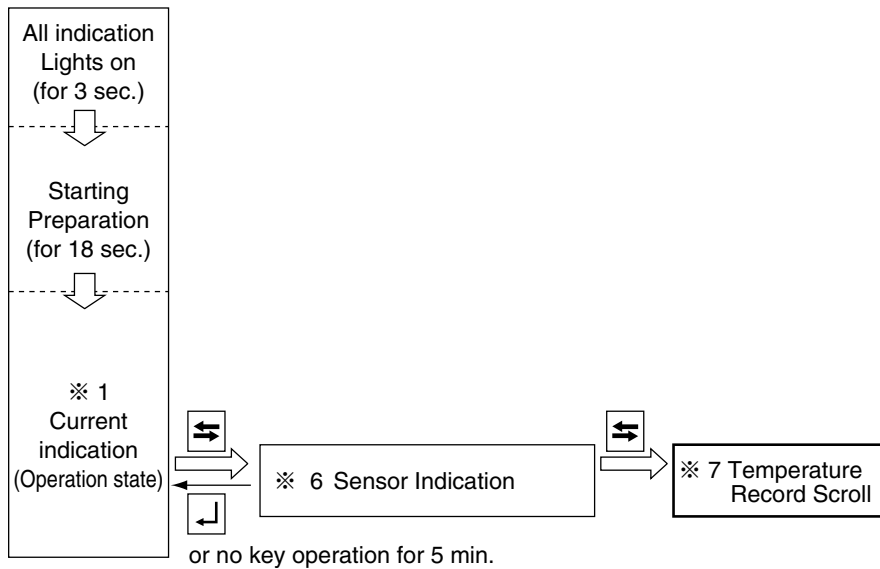 All indication
Lights on
(for 3 sec.)
Starting
Preparation
(for 18 sec.)
※ 1
Current
indication
(Operation state)
※ 6 Sensor Indication
※ 7 Temperature
Record Scroll
or no key operation for 5 min.